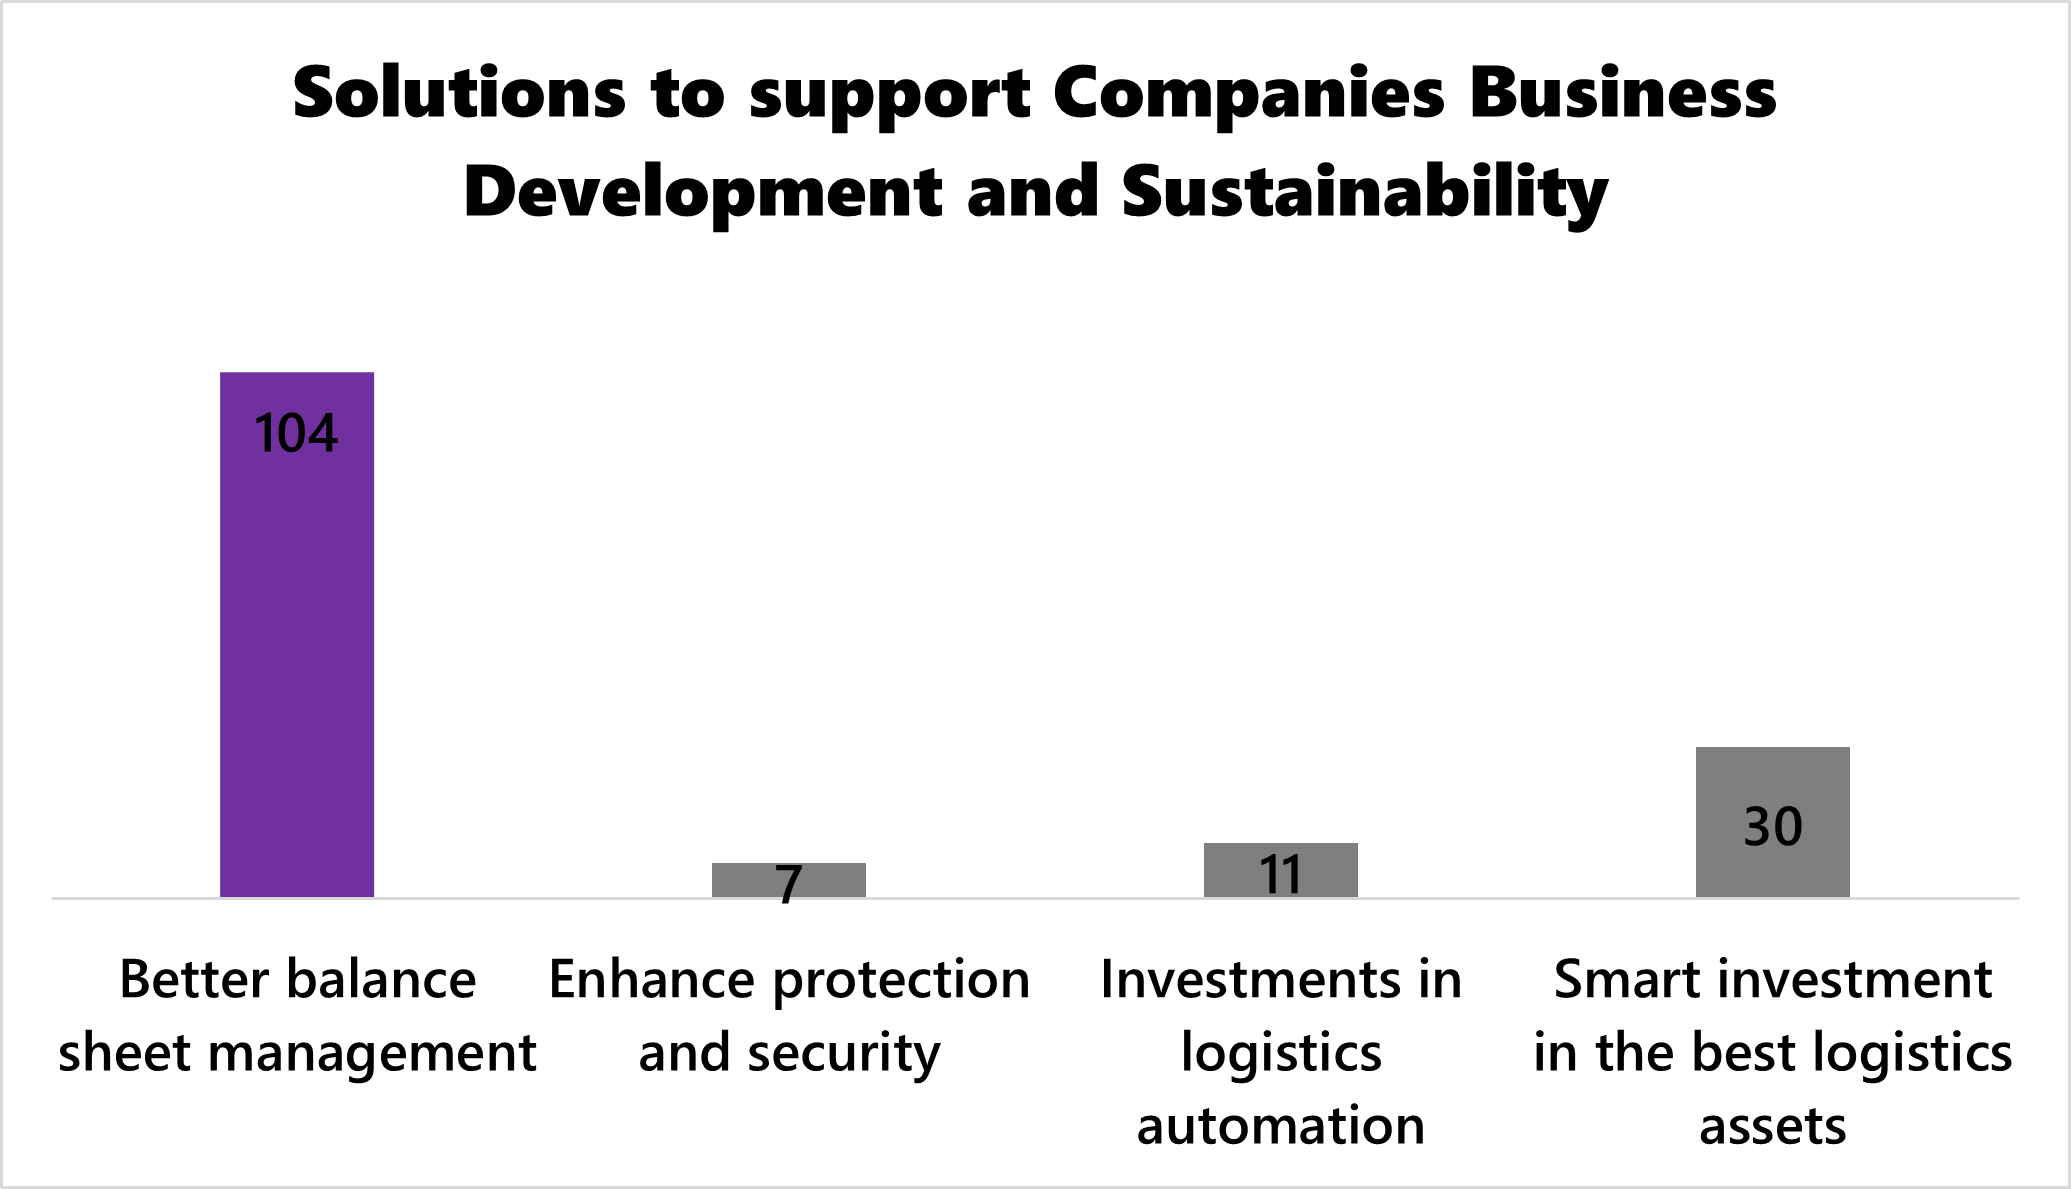 Solutions to support Companies Business
Development and Sustainability
104
7
11
30
Better balance
sheet management
Enhance protection
and security
Investments in
logistics
automation
Smart investment
in the best logistics
assets